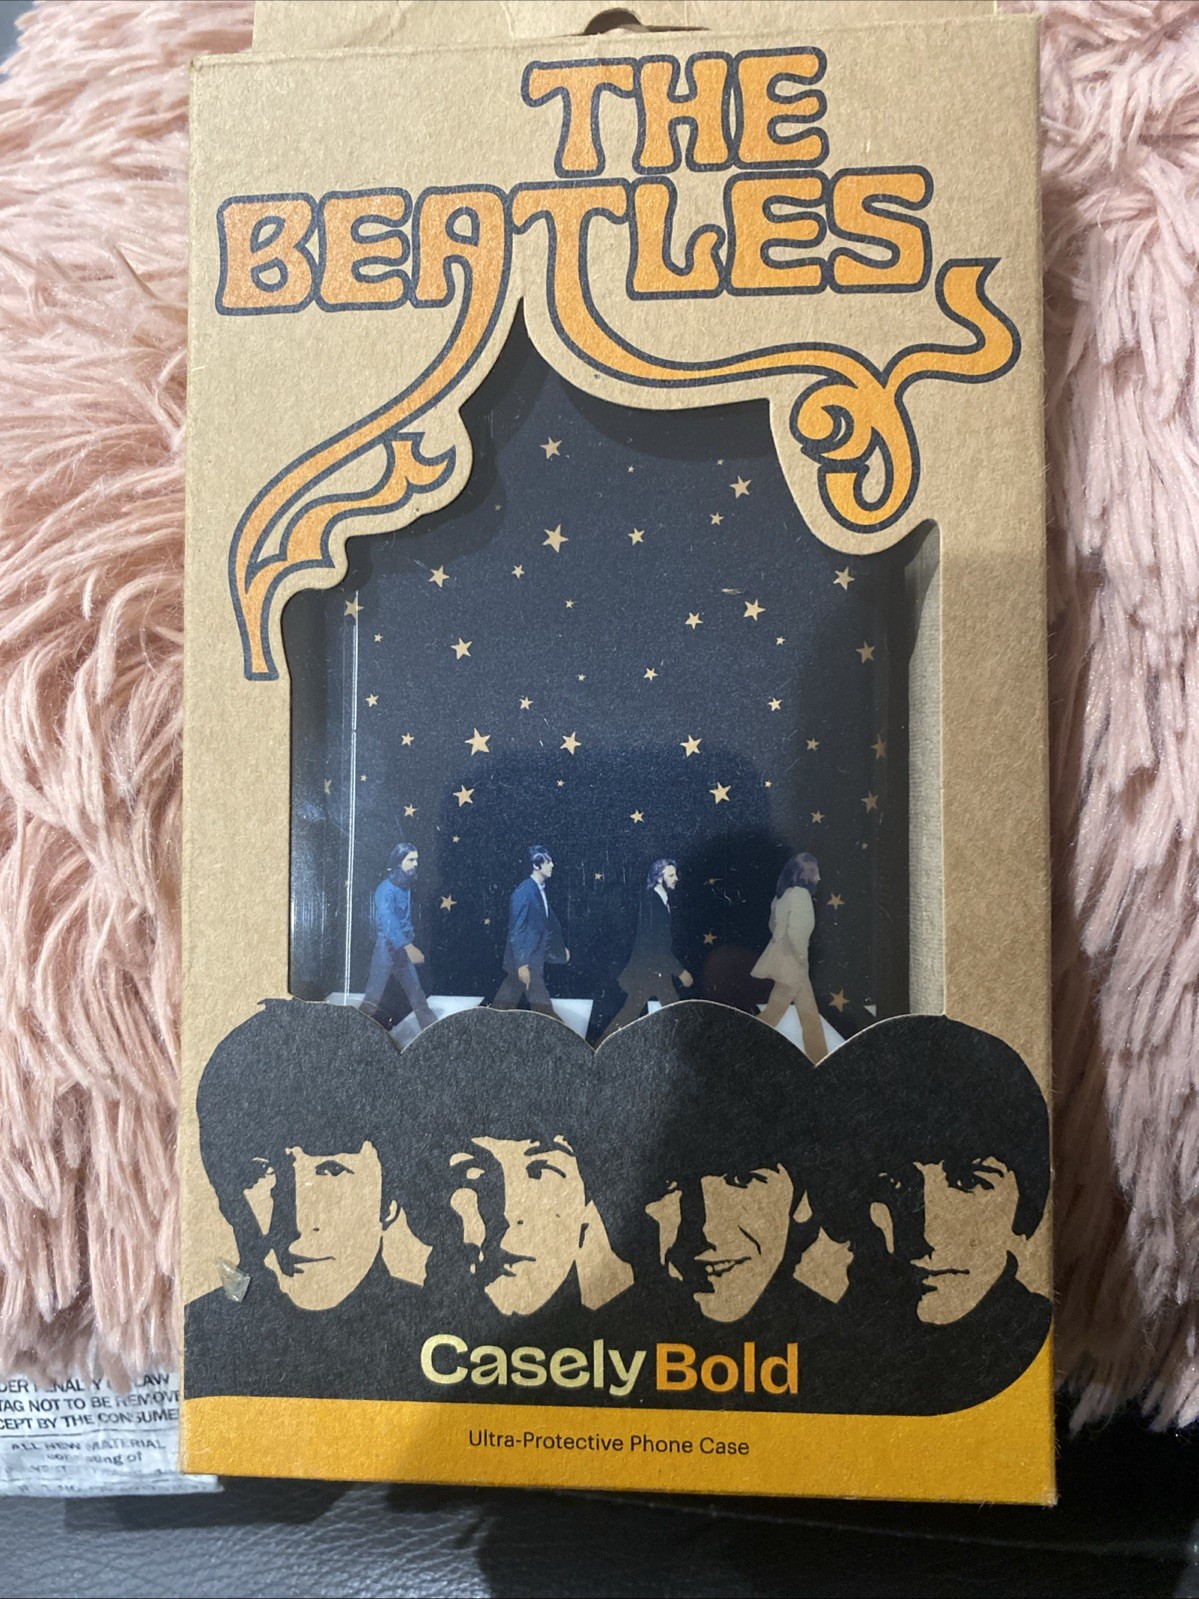 THE
BEATLES
Casely Bold
Ultra-Protective Phone Case
LAW
TAG NOT TO BE REMOVE
CEPT BY THE CONSUME
ALL NEW MATERIAL